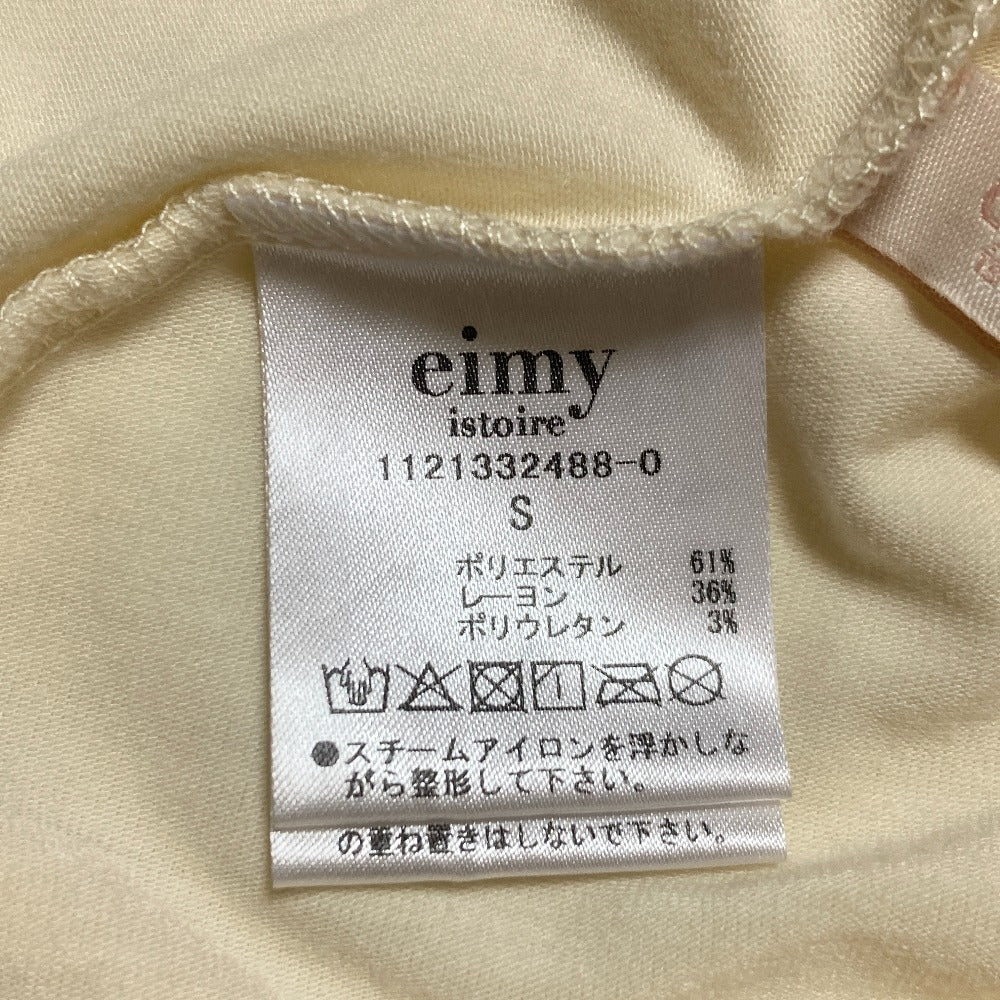 eimy
istoire
1121332488-0
S
ポリエステル 61%
レーヨン 36%
ポリウレタン 3%
●スチームアイロンを浮かしな
がら整形して下さい。
の重ね置きはしないで下さい。